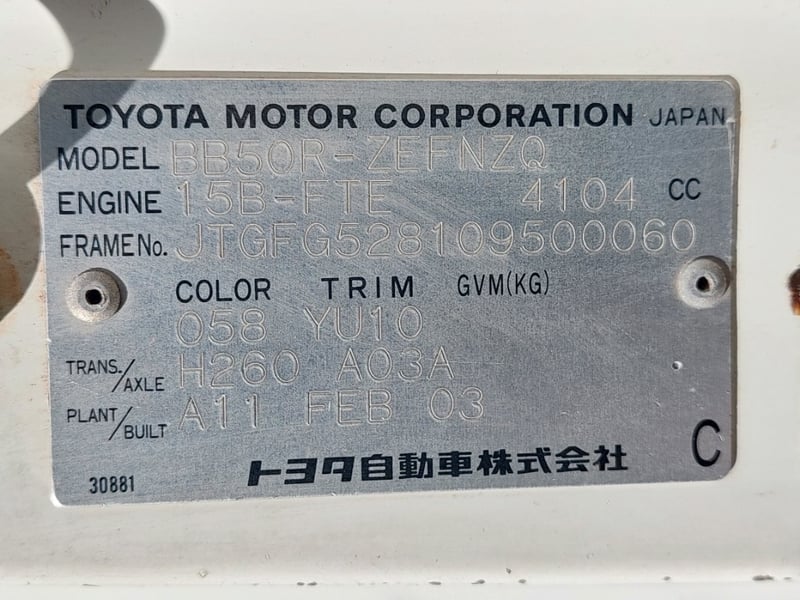 TOYOTA MOTOR CORPORATION JAPAN
MODEL BB50R-ZEFNZQ
ENGINE 15B-FTE 4104 CC
FRAME No. JTGFG528109500060
COLOR TRIM GVM(KG)
058 YU10
TRANS./AXLE H260 A03A
PLANT/BUILT A11 FEB 03
C
30881 トヨタ自動車株式会社